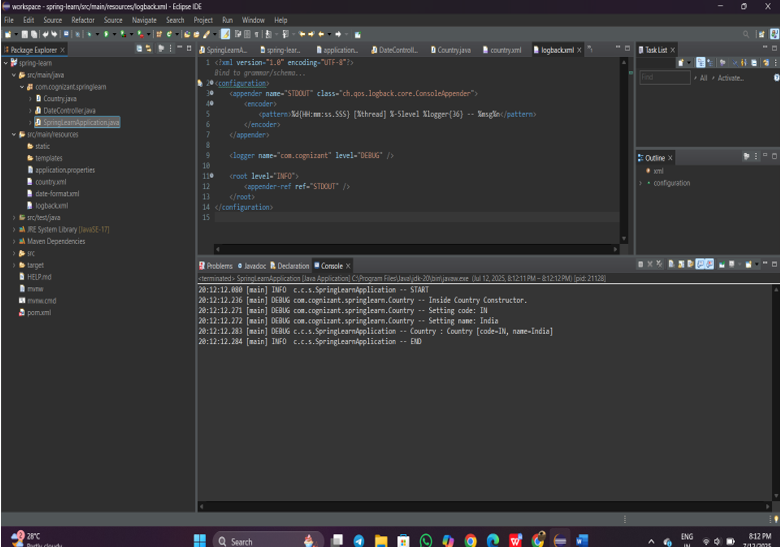 workspace - spring-learn/src/main/resources/logback.xml - Eclipse IDE
File Edit Source Refactor Source Navigate Search Project Run Window Help
Package Explorer
spring-learn
src/main/java
com.cognizant.springlearn
Country.java
DateController.java
SpringLearnApplication.java
src/main/resources
static
templates
application.properties
country.xml
date-format.xml
logback.xml
src/test/java
JRE System Library [JavaSE-17]
Maven Dependencies
src
target
HELP.md
mvnw
mvnw.cmd
pom.xml
SpringLearnA... spring-lear... application.... DateControll... Country.java country.xml logback.xml
1 <?xml version="1.0" encoding="UTF-8"?>
Bind to grammar/schema...
2 <configuration>
3 <appender name="STDOUT" class="ch.qos.logback.core.ConsoleAppender">
4 <encoder>
5 <pattern>%d{HH:mm:ss.SSS} [%thread] %-5level %logger{36} -- %msg%n</pattern>
6 </encoder>
7 </appender>
8
9 <logger name="com.cognizant" level="DEBUG" />
10
11 <root level="INFO">
12 <appender-ref ref="STDOUT" />
13 </root>
14 </configuration>
15
Task List
Find All Activate...
Outline
xml
configuration
Problems Javadoc Declaration Console
<terminated> SpringLearnApplication [Java Application] C:\Program Files\Java\jdk-20\bin\javaw.exe (Jul 12, 2025, 8:12:11 PM – 8:12:12 PM) [pid: 21128]
20:12:12.080 [main] INFO c.c.s.SpringLearnApplication -- START
20:12:12.236 [main] DEBUG com.cognizant.springlearn.Country -- Inside Country Constructor.
20:12:12.271 [main] DEBUG com.cognizant.springlearn.Country -- Setting code: IN
20:12:12.272 [main] DEBUG com.cognizant.springlearn.Country -- Setting name: India
20:12:12.283 [main] DEBUG c.c.s.SpringLearnApplication -- Country : Country [code=IN, name=India]
20:12:12.284 [main] INFO c.c.s.SpringLearnApplication -- END
28°C
Partly cloudy
Search
ENG
IN
8:12 PM